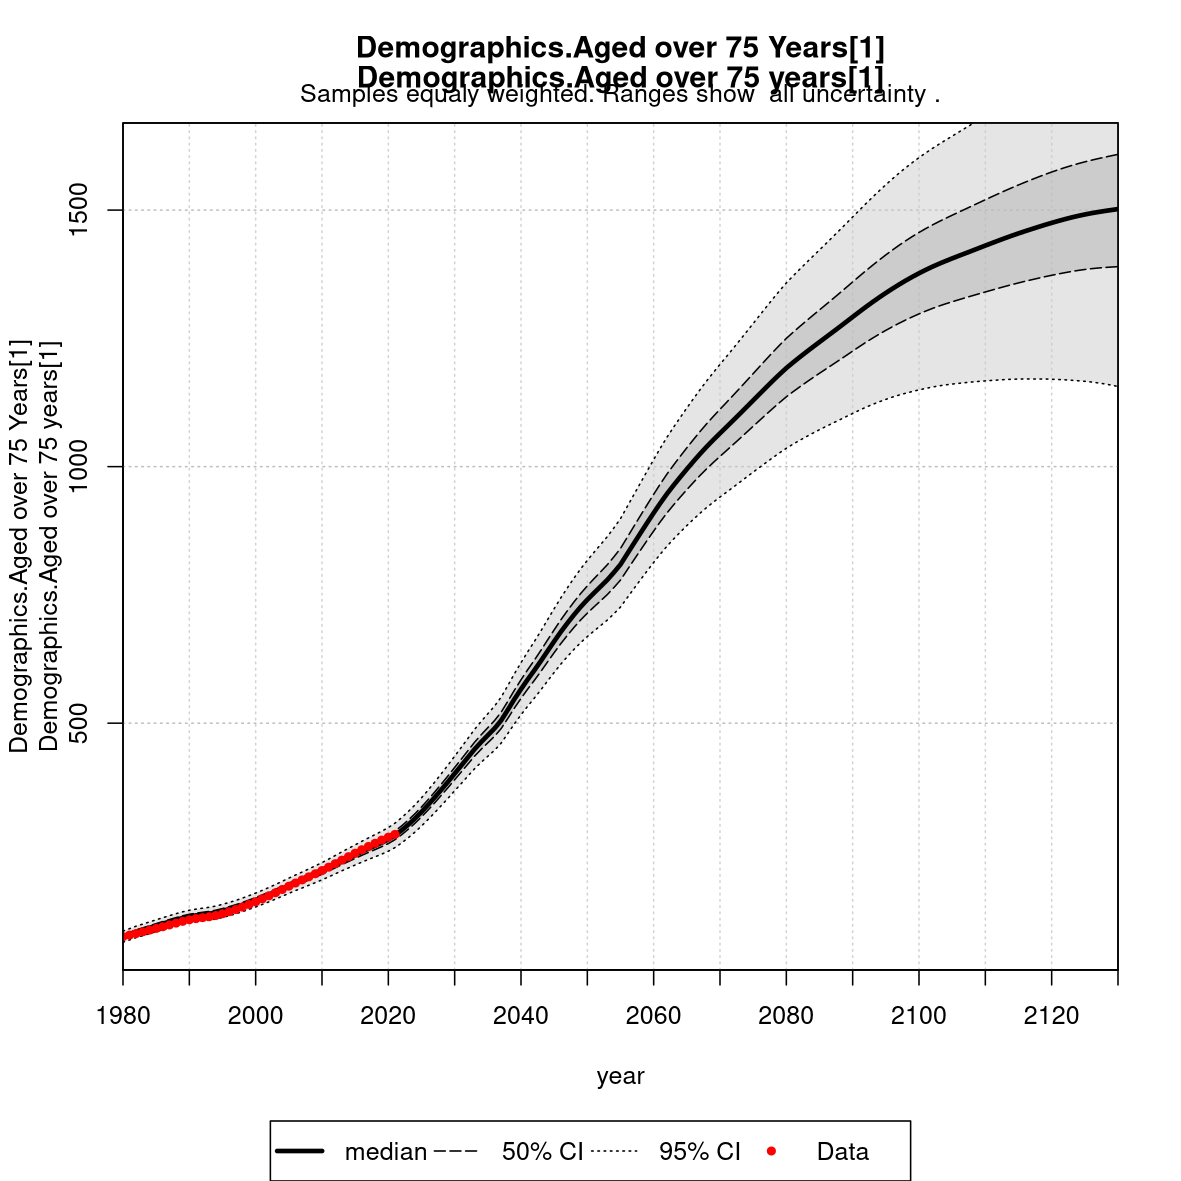 Demographics.Aged over 75 Years[1]
Demographics.Aged over 75 years[1]
Samples equaly weighted. Ranges show  all uncertainty .
Demographics.Aged over 75 Years[1]
Demographics.Aged over 75 years[1]
1500
1000
500
1980 2000 2020 2040 2060 2080 2100 2120
year
median 50% CI 95% CI Data